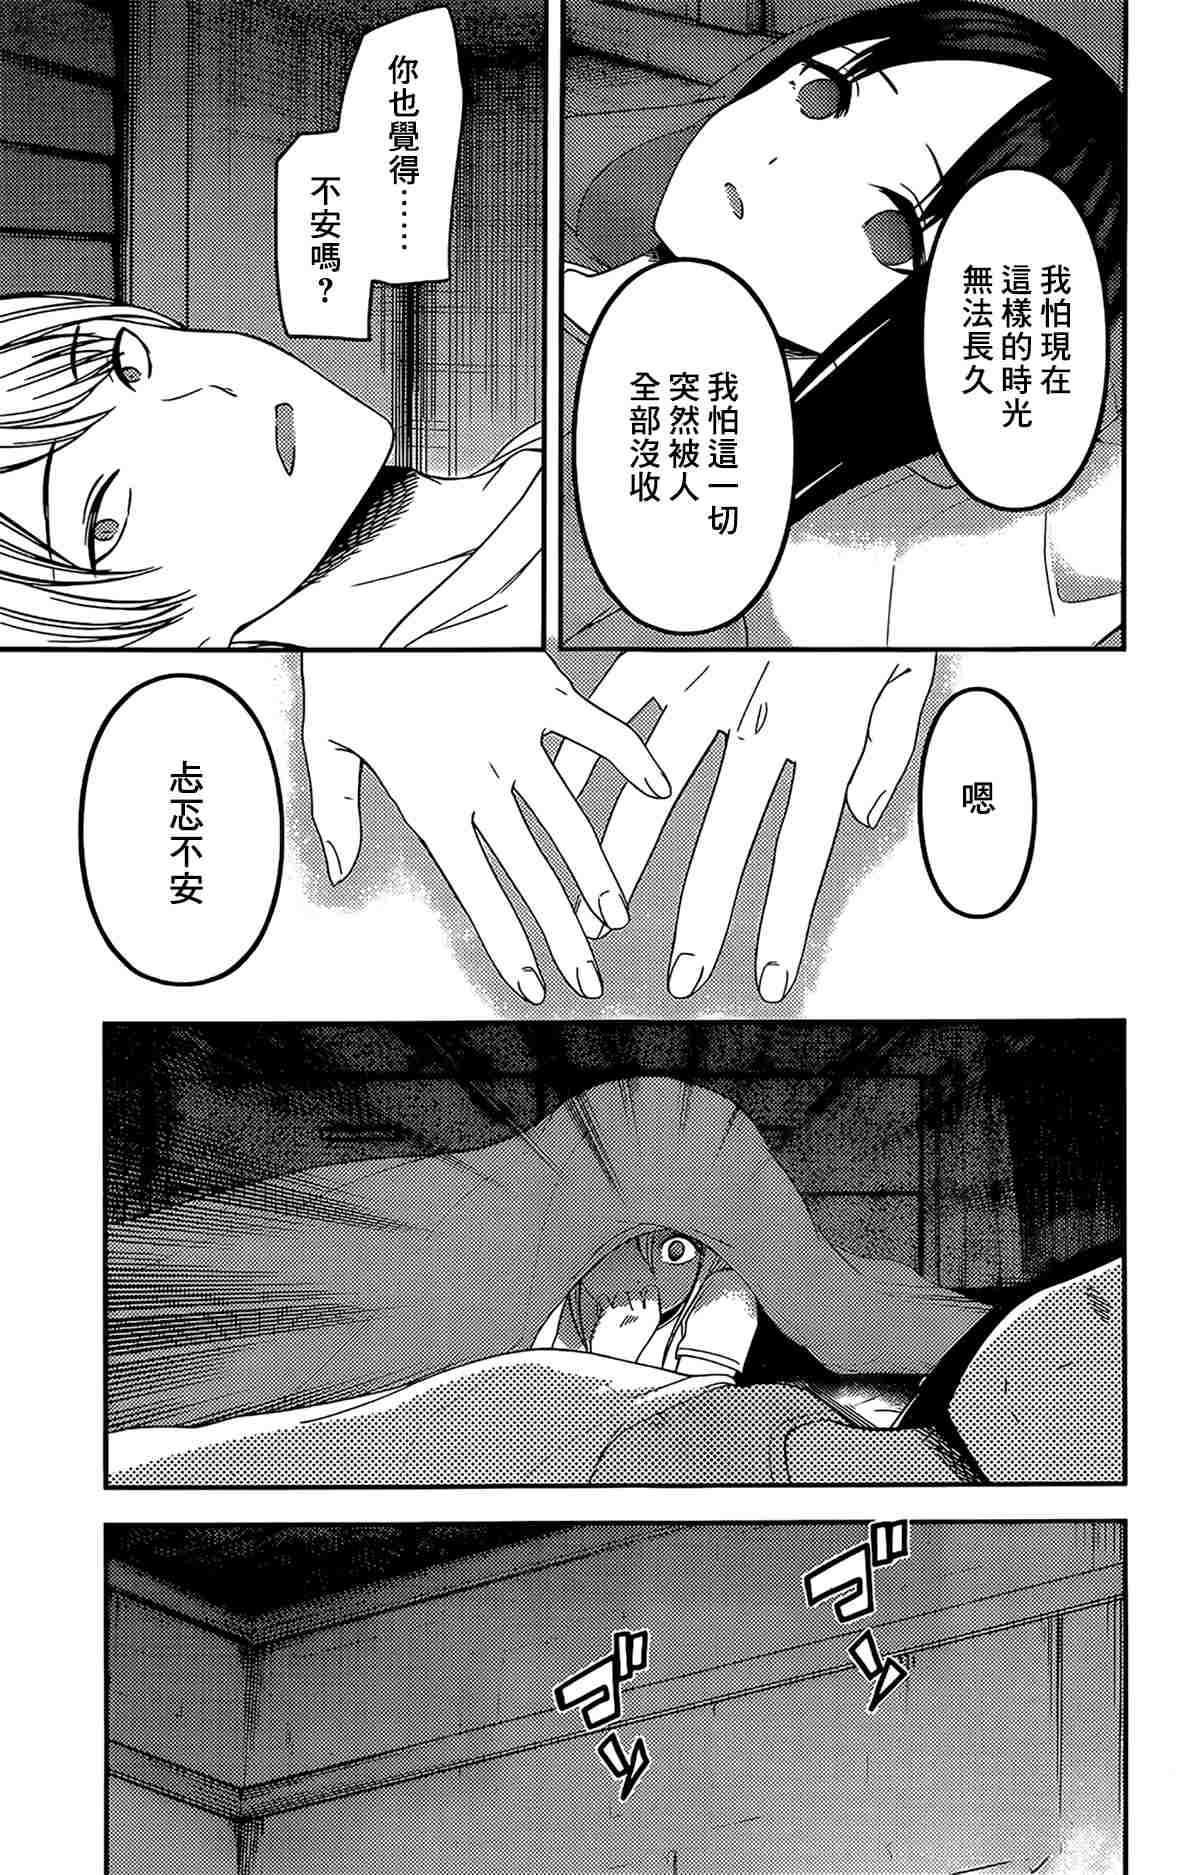 我怕現在
這樣的時光
無法長久
我怕這一切
突然被人
全部沒收
你也覺得……
不安嗎？
嗯
忐忑不安
ゴソ
ゴソ